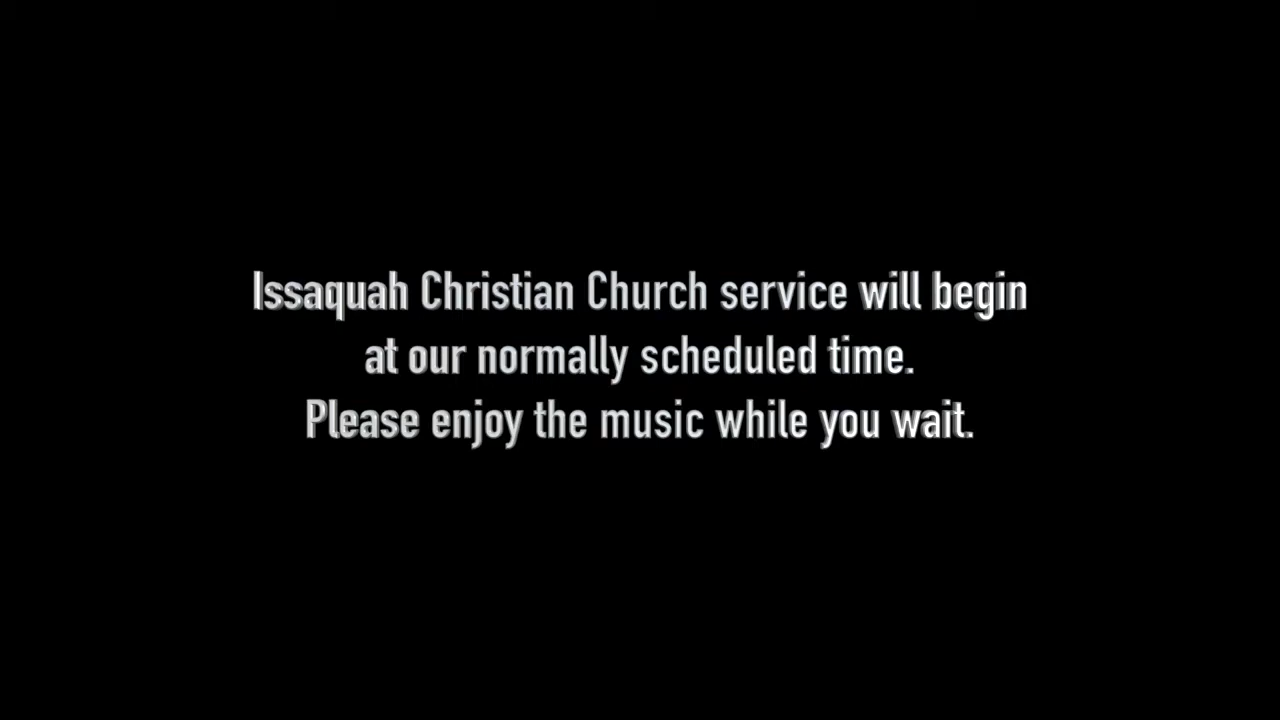 Issaquah Christian Church service will begin
at our normally scheduled time.
Please enjoy the music while you wait.